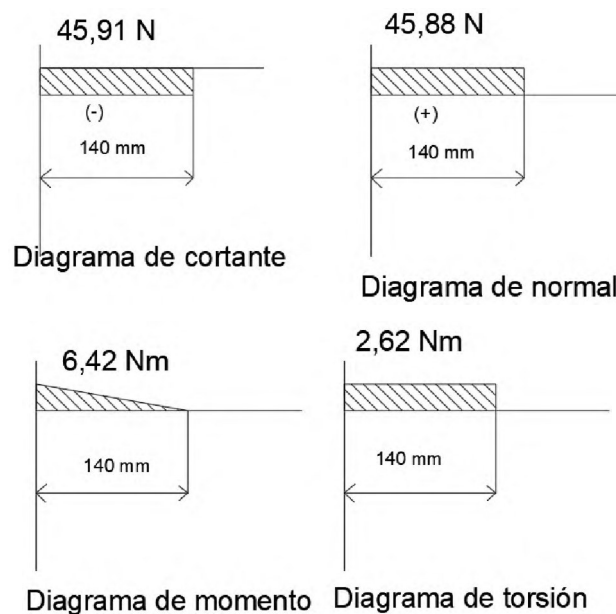 45,91 N
45,88 N
(-)
(+)
140 mm
140 mm
Diagrama de cortante
Diagrama de normal
6,42 Nm
2,62 Nm
140 mm
140 mm
Diagrama de momento
Diagrama de torsión